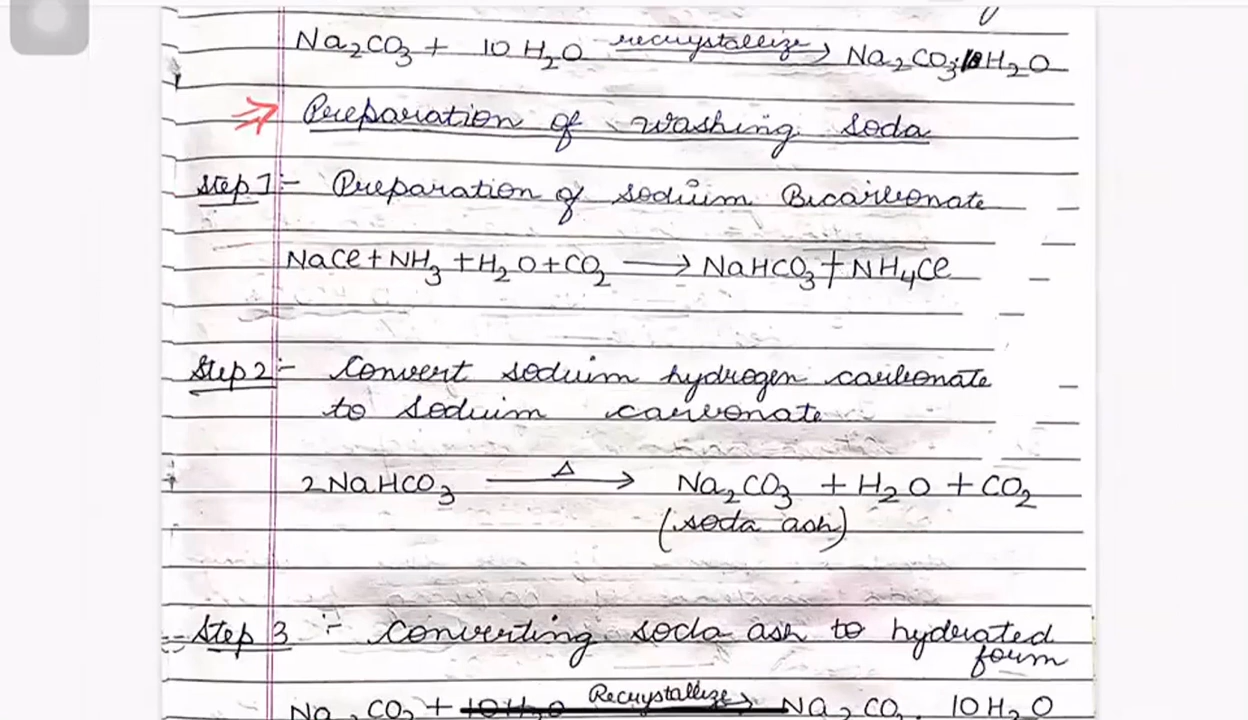 Na₂CO₃ + 10 H₂O recrystallize → Na₂CO₃·10H₂O
Preparation of washing soda
Step 1:- Preparation of sodium Bicarbonate
NaCl + NH₃ + H₂O + CO₂ → NaHCO₃ + NH₄Cl
Step 2:- Convert sodium hydrogen carbonate
to sodium carbonate
2NaHCO₃ Δ → Na₂CO₃ + H₂O + CO₂
(soda ash)
Step 3 :- Converting soda ash to hydrated
form
Na₂CO₃ + 10H₂O Recrystallize → Na₂CO₃. 10H₂O